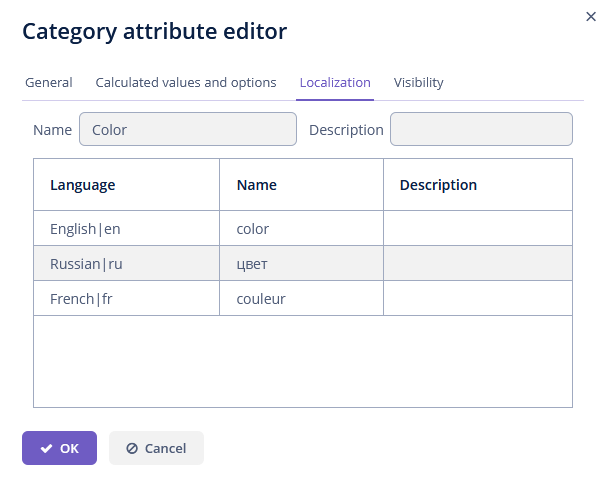 Category attribute editor
General Calculated values and options Localization Visibility
Name Color Description
Language Name Description
English|en color
Russian|ru цвет
French|fr couleur
OK Cancel